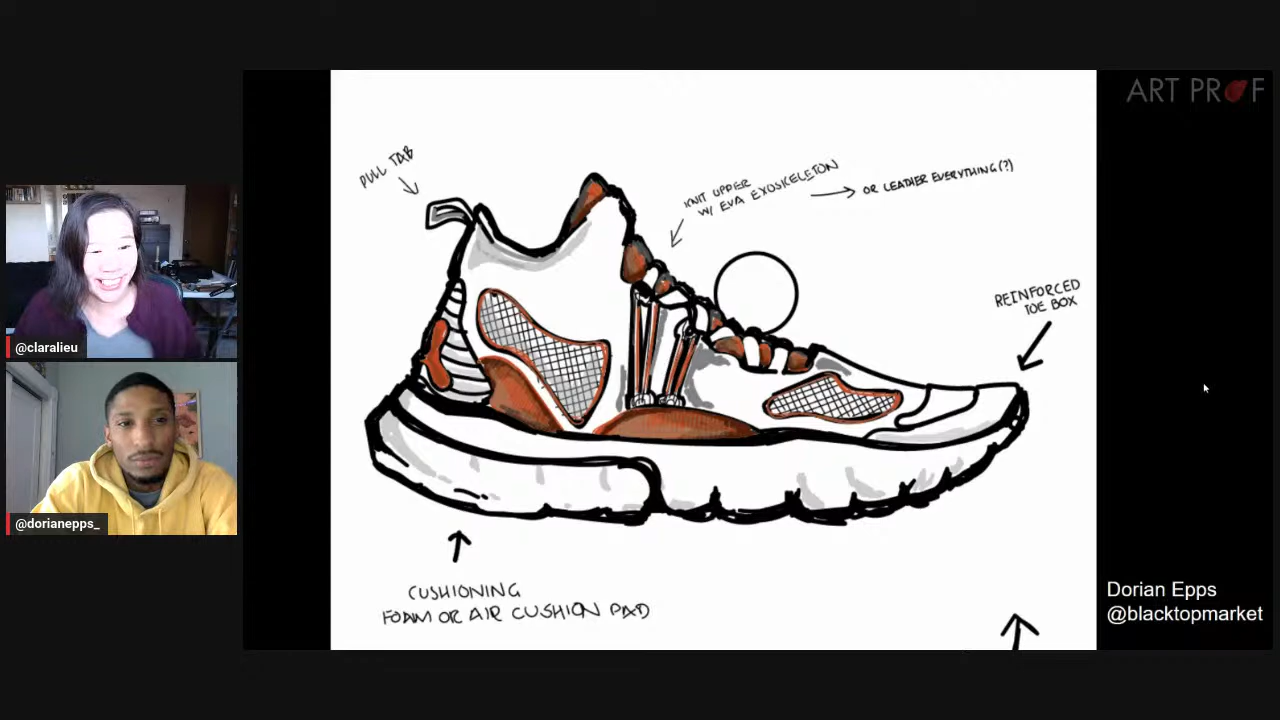 ART PROF
PULL TAB
KNIT UPPER
W/ EVA EXOSKELETON
OR LEATHER EVERYTHING(?)
REINFORCED
TOE BOX
@claralieu
@dorianepps_
CUSHIONING
FOAM OR AIR CUSHION PAD
Dorian Epps
@blacktopmarket